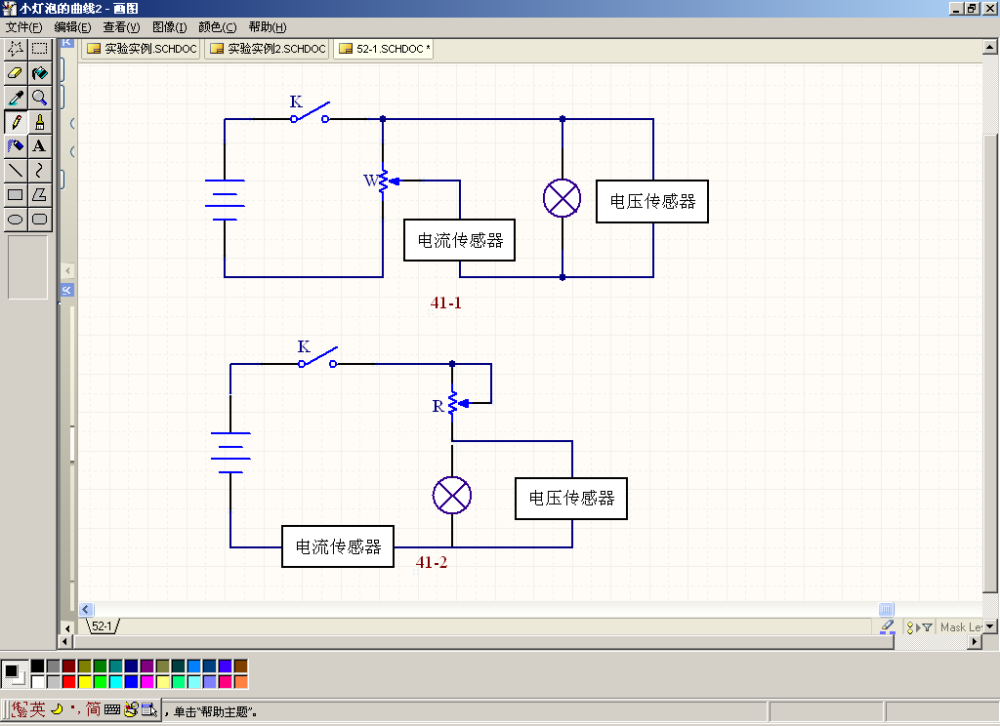 小灯泡的曲线2 - 画图
文件(F) 编辑(E) 查看(V) 图像(I) 颜色(C) 帮助(H)
实验实例.SCHDOC 实验实例2.SCHDOC 52-1.SCHDOC *
K
W
电压传感器
电流传感器
41-1
K
R
电压传感器
电流传感器
41-2
52-1
Mask Le
英 简
，单击“帮助主题”。